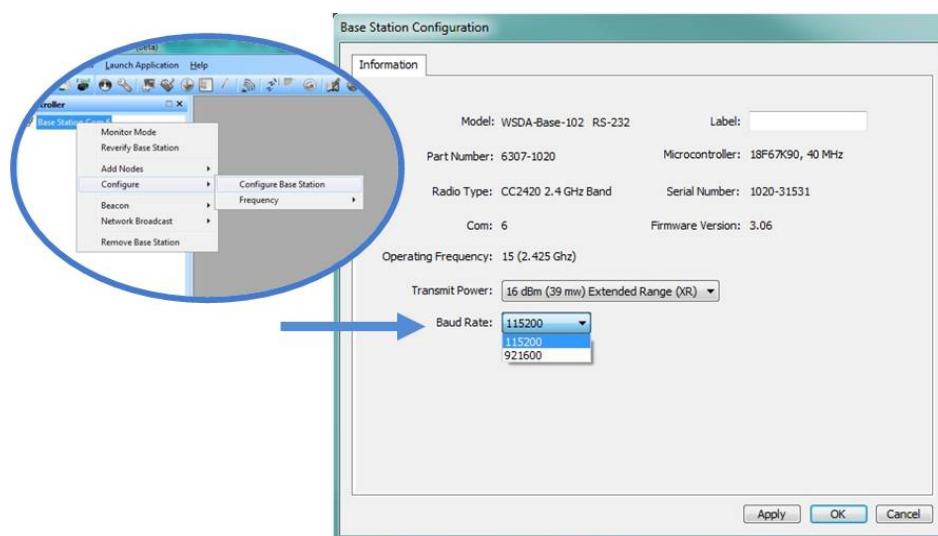 Base Station Configuration
Information
Model: WSDA-Base-102 RS-232 Label:
Part Number: 6307-1020 Microcontroller: 18F67K90, 40 MHz
Radio Type: CC2420 2.4 GHz Band Serial Number: 1020-31531
Com: 6 Firmware Version: 3.06
Operating Frequency: 15 (2.425 Ghz)
Transmit Power: 16 dBm (39 mw) Extended Range (XR)
Baud Rate: 115200
115200
921600
Apply OK Cancel
(beta)
Launch Application Help
Base Station Com 6
Monitor Mode
Reverify Base Station
Add Nodes
Configure Configure Base Station
Beacon Frequency
Network Broadcast
Remove Base Station